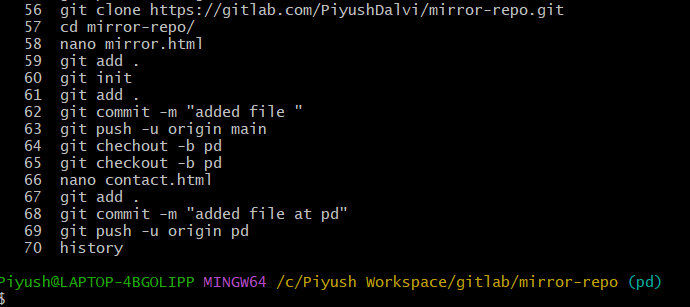 56 git clone https://gitlab.com/PiyushDalvi/mirror-repo.git
57 cd mirror-repo/
58 nano mirror.html
59 git add .
60 git init
61 git add .
62 git commit -m "added file "
63 git push -u origin main
64 git chechout -b pd
65 git checkout -b pd
66 nano contact.html
67 git add .
68 git commit -m "added file at pd"
69 git push -u origin pd
70 history
Piyush@LAPTOP-4BGOLIPP MINGW64 /c/Piyush Workspace/gitlab/mirror-repo (pd)
$